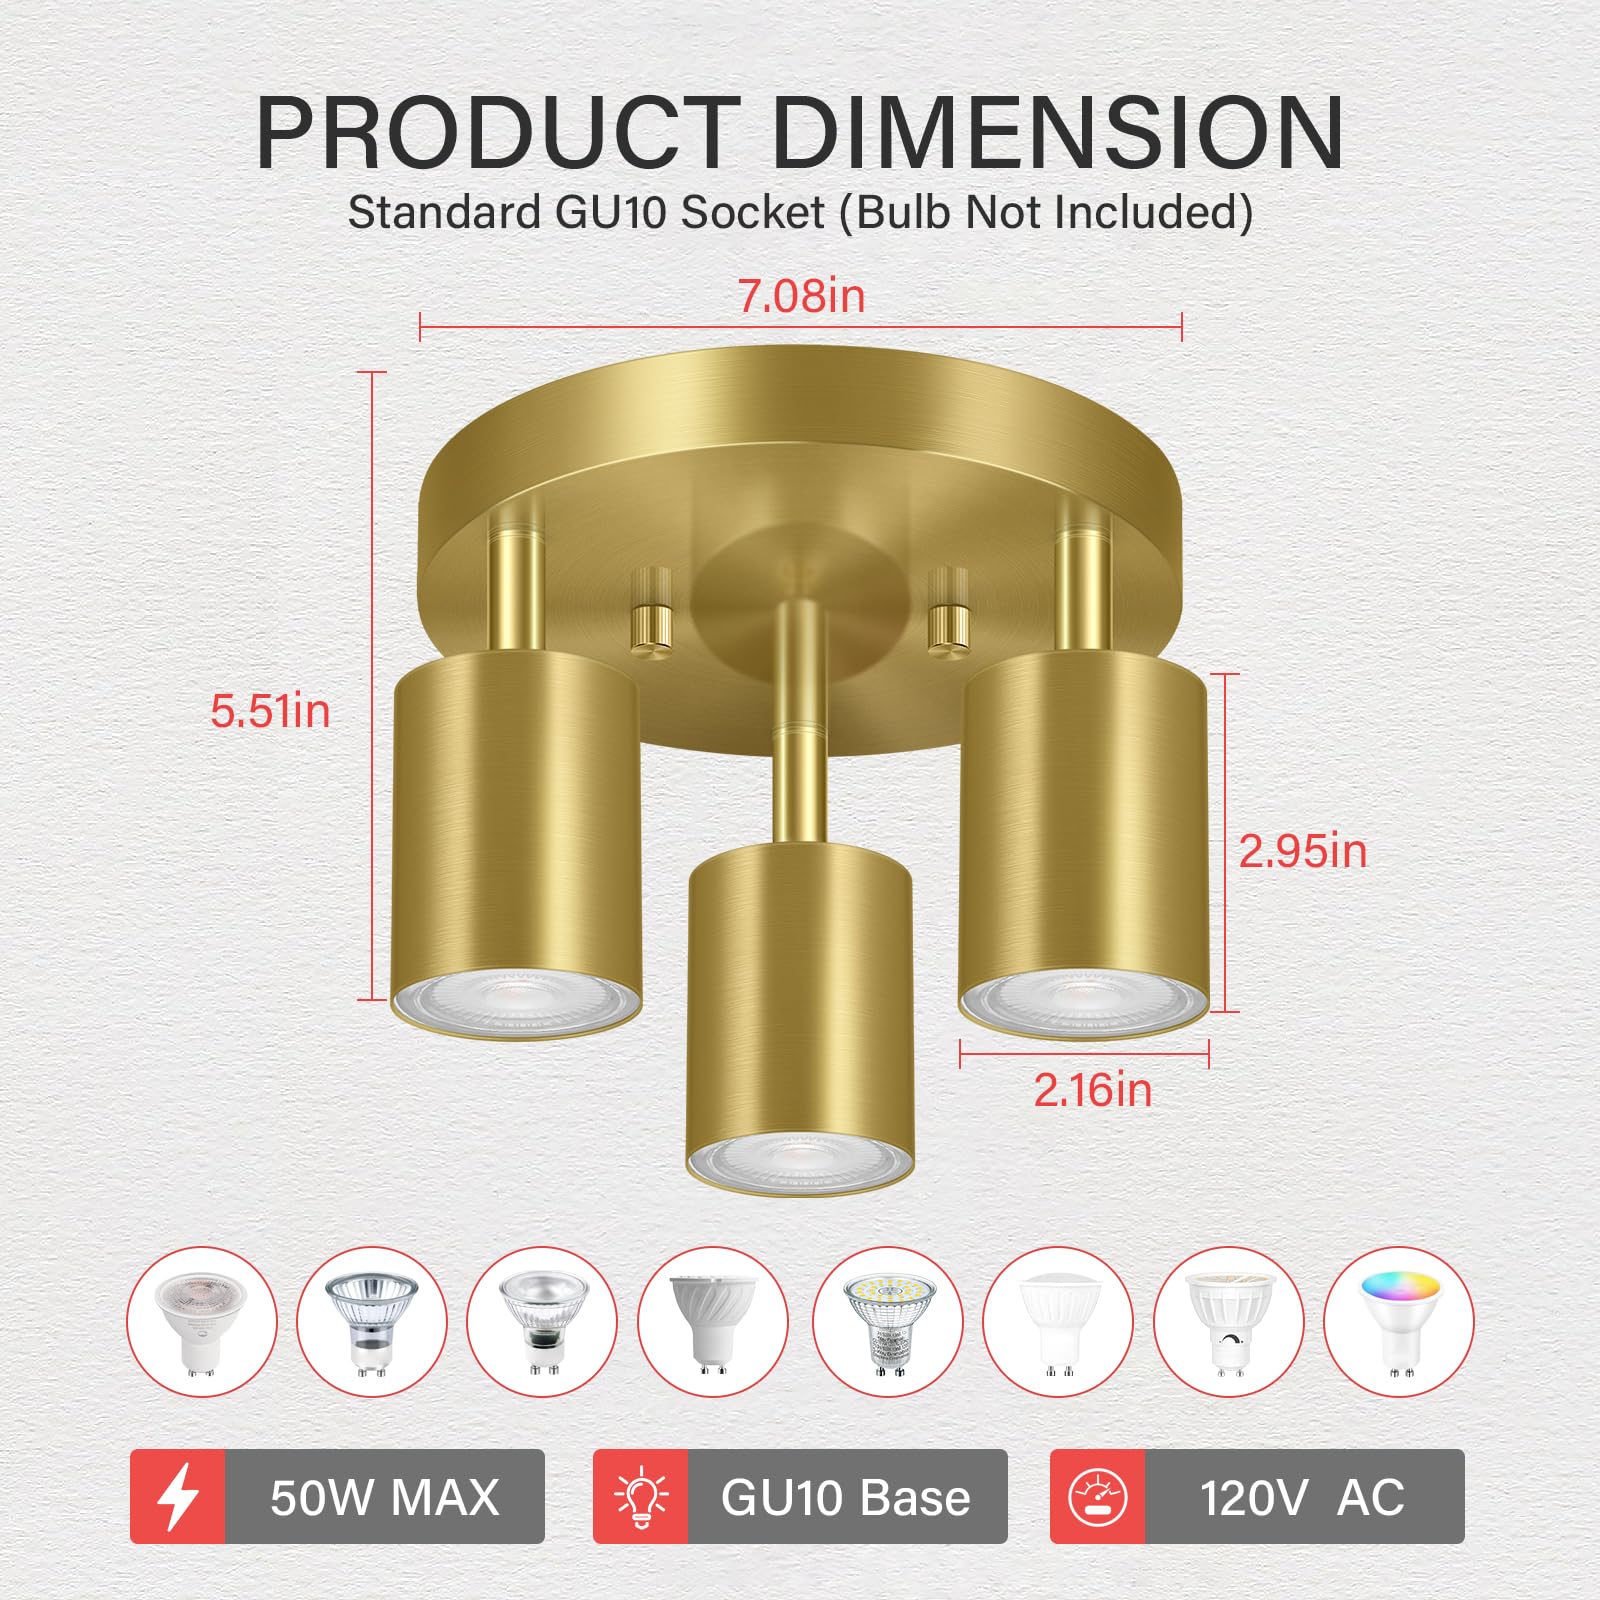 PRODUCT DIMENSION
Standard GU10 Socket (Bulb Not Included)
7.08in
5.51in
2.95in
2.16in
50W MAX
GU10 Base
120V AC